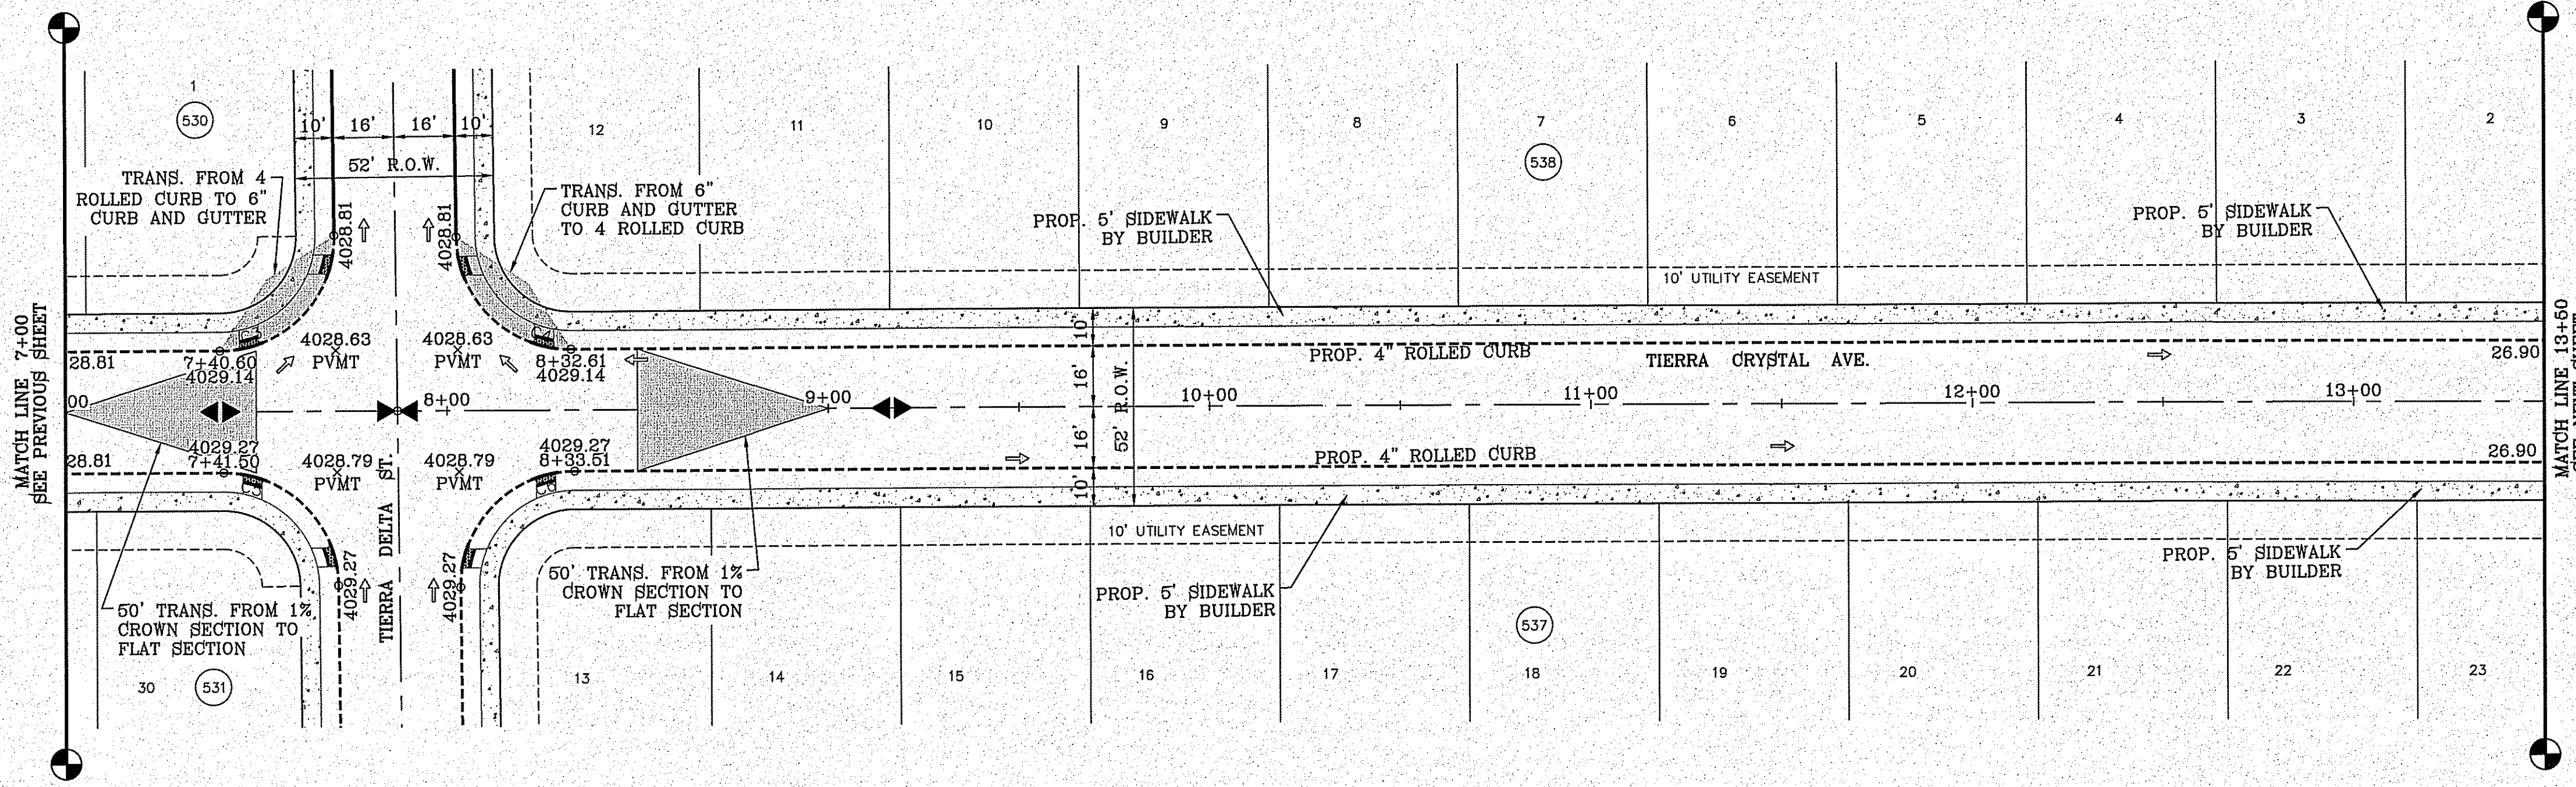 MATCH LINE 7+00
SEE PREVIOUS SHEET
1
530
10' 16' 16' 10'
52' R.O.W.
TRANS. FROM 4
ROLLED CURB TO 6"
CURB AND GUTTER
TRANS. FROM 6"
CURB AND GUTTER
TO 4 ROLLED CURB
4028.81
4028.81
12
11
10
9
8
7
6
5
4
3
2
538
PROP. 5' SIDEWALK
BY BUILDER
PROP. 5' SIDEWALK
BY BUILDER
10' UTILITY EASEMENT
28.81
7+40.60
4029.14
4028.63
PVMT
4028.63
PVMT
8+32.61
4029.14
10'
16'
16'
10'
52' R.O.W.
PROP. 4" ROLLED CURB
TIERRA CRYSTAL AVE.
26.90
00
8+00
9+00
10+00
11+00
12+00
13+00
28.81
4029.27
7+41.50
4028.79
PVMT
4028.79
PVMT
4029.27
8+33.51
PROP. 4" ROLLED CURB
26.90
TIERRA DELTA ST.
4029.27
4029.27
10' UTILITY EASEMENT
50' TRANS. FROM 1%
CROWN SECTION TO
FLAT SECTION
50' TRANS. FROM 1%
CROWN SECTION TO
FLAT SECTION
PROP. 5' SIDEWALK
BY BUILDER
PROP. 5' SIDEWALK
BY BUILDER
537
30
531
13
14
15
16
17
18
19
20
21
22
23
MATCH LINE 13+50